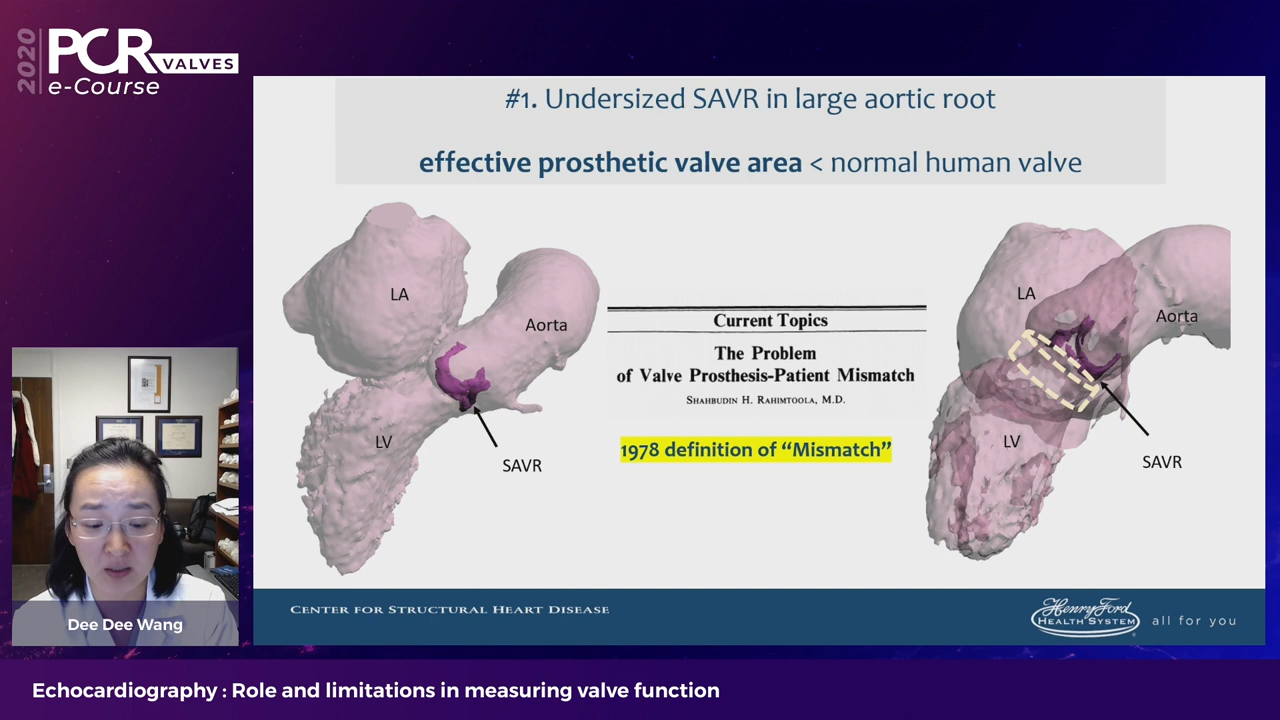 2020
PCR
VALVES
e-Course
#1. Undersized SAVR in large aortic root
effective prosthetic valve area < normal human valve
LA
Aorta
LV
SAVR
Current Topics
The Problem
of Valve Prosthesis-Patient Mismatch
SHAHBUDIN H. RAHIMTOOLA, M.D.
1978 definition of “Mismatch”
LA
Aorta
LV
SAVR
CENTER FOR STRUCTURAL HEART DISEASE
Henry Ford
HEALTH SYSTEM®
all for you
Dee Dee Wang
Echocardiography : Role and limitations in measuring valve function